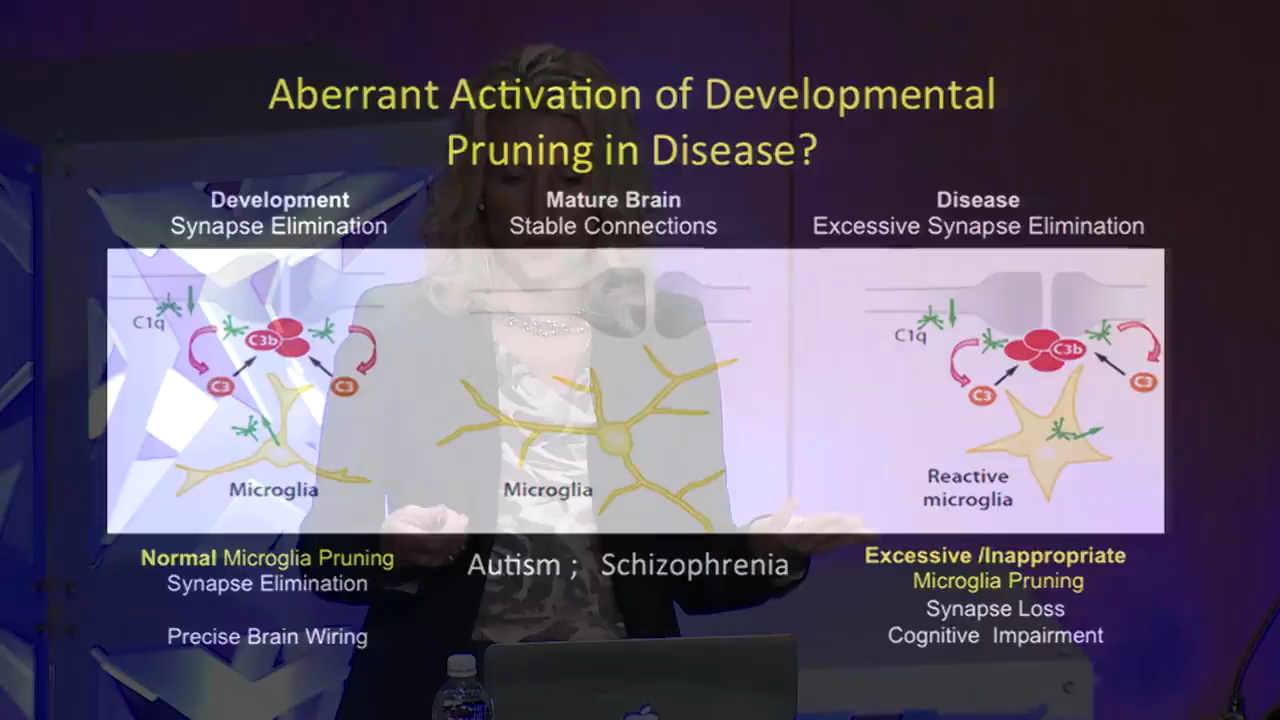 Aberrant Activation of Developmental
Pruning in Disease?
Development
Synapse Elimination
Mature Brain
Stable Connections
Disease
Excessive Synapse Elimination
C1q
C3b
C3
C3
Microglia
Microglia
C1q
C3b
C3
C3
Reactive
microglia
Normal Microglia Pruning
Synapse Elimination
Precise Brain Wiring
Autism ; Schizophrenia
Excessive /Inappropriate
Microglia Pruning
Synapse Loss
Cognitive Impairment